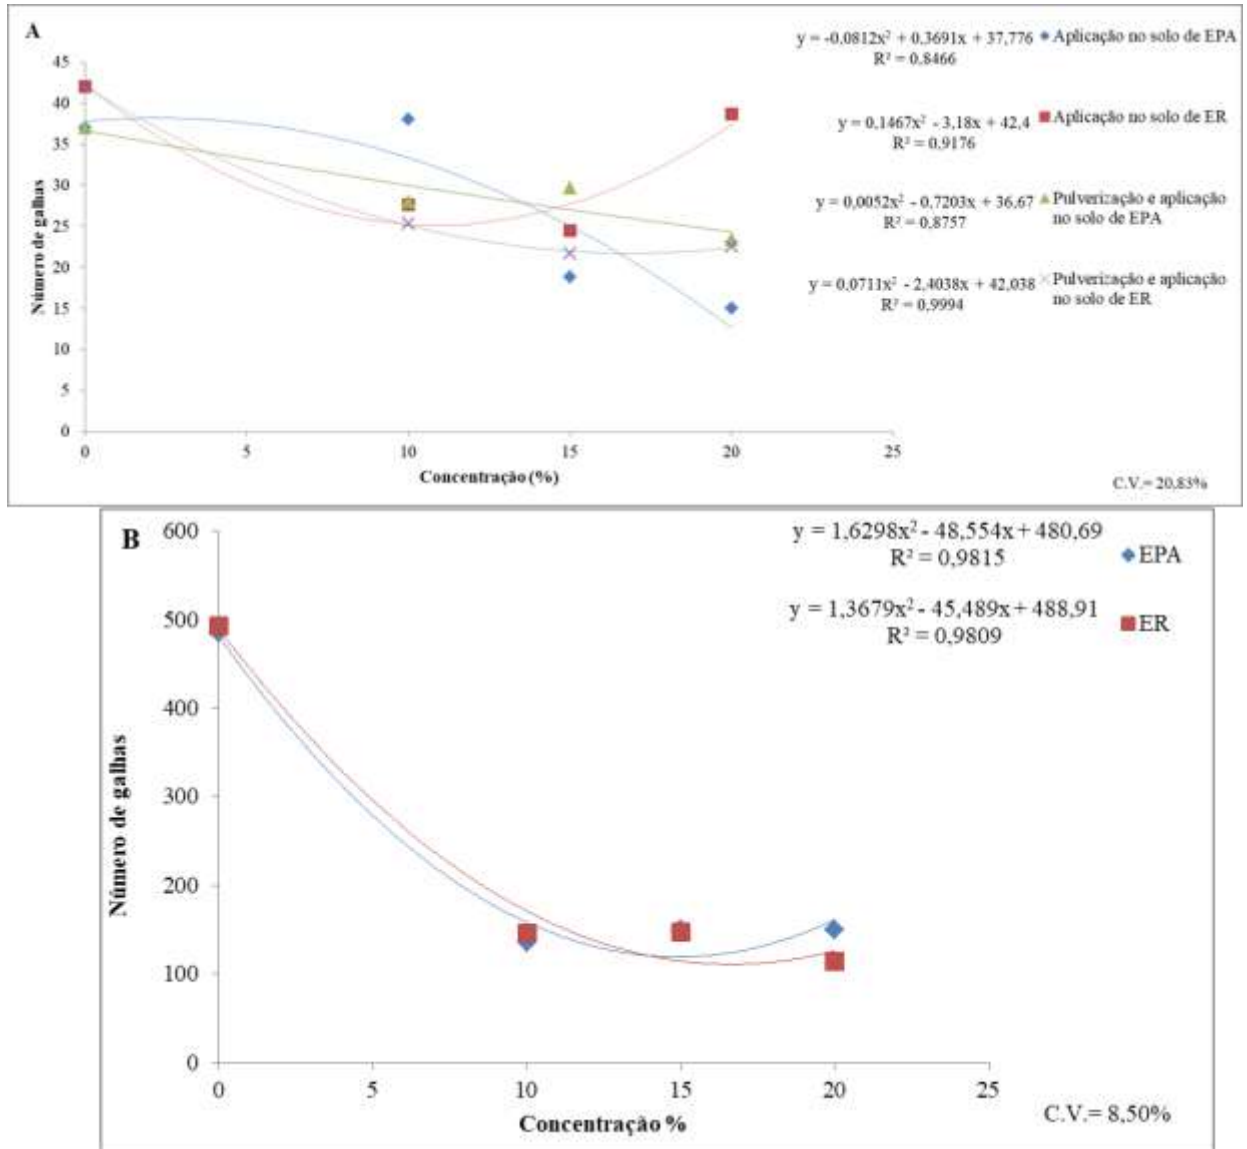 A
y = -0,0812x² + 0,3691x + 37,776
R² = 0,8466
Aplicação no solo de EPA
y = 0,1467x² - 3,18x + 42,4
R² = 0,9176
Aplicação no solo de ER
y = 0,0052x² - 0,7203x + 36,67
R² = 0,8757
Pulverização e aplicação
no solo de EPA
y = 0,0711x² - 2,4038x + 42,038
R² = 0,9994
Pulverização e aplicação
no solo de ER
Número de galhas
45
40
35
30
25
20
15
10
5
0
0 5 10 15 20 25
Concentração (%)
C.V.= 20,83%
B
y = 1,6298x² - 48,554x + 480,69
R² = 0,9815
EPA
y = 1,3679x² - 45,489x + 488,91
R² = 0,9809
ER
Número de galhas
600
500
400
300
200
100
0
0 5 10 15 20 25
Concentração %
C.V.= 8,50%